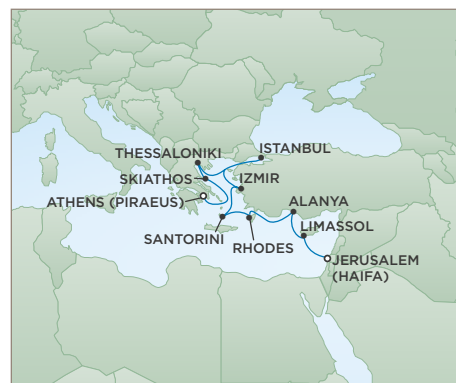 THESSALONIKI
ISTANBUL
SKIATHOS
IZMIR
ATHENS (PIRAEUS)
ALANYA
SANTORINI
LIMASSOL
RHODES
JERUSALEM
(HAIFA)